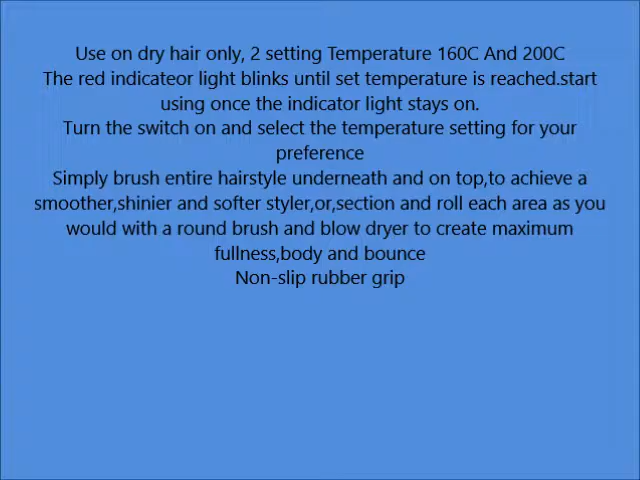 Use on dry hair only, 2 setting Temperature 160C And 200C
The red indicateor light blinks until set temperature is reached.start
using once the indicator light stays on.
Turn the switch on and select the temperature setting for your
preference
Simply brush entire hairstyle underneath and on top,to achieve a
smoother,shinier and softer styler,or,section and roll each area as you
would with a round brush and blow dryer to create maximum
fullness,body and bounce
Non-slip rubber grip